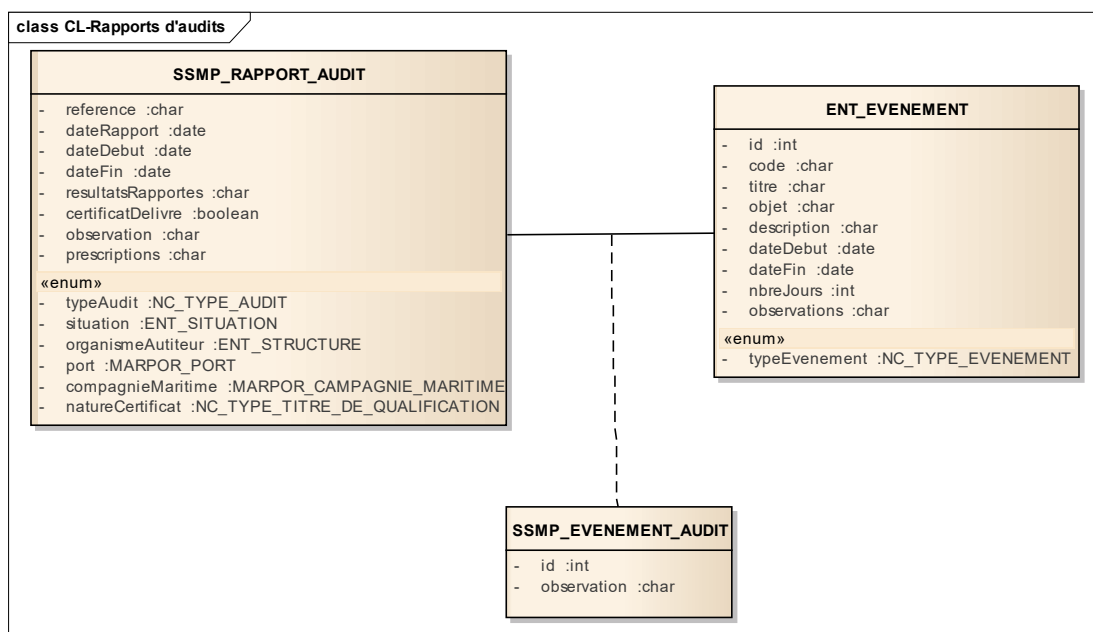 class CL-Rapports d'audits
SSMP_RAPPORT_AUDIT
- reference :char
- dateRapport :date
- dateDebut :date
- dateFin :date
- resultatsRapportes :char
- certificatDelivre :boolean
- observation :char
- prescriptions :char
«enum»
- typeAudit :NC_TYPE_AUDIT
- situation :ENT_SITUATION
- organismeAutiteur :ENT_STRUCTURE
- port :MARPOR_PORT
- compagnieMaritime :MARPOR_CAMPAGNIE_MARITIME
- natureCertificat :NC_TYPE_TITRE_DE_QUALIFICATION
ENT_EVENEMENT
- id :int
- code :char
- titre :char
- objet :char
- description :char
- dateDebut :date
- dateFin :date
- nbreJours :int
- observations :char
«enum»
- typeEvenement :NC_TYPE_EVENEMENT
SSMP_EVENEMENT_AUDIT
- id :int
- observation :char